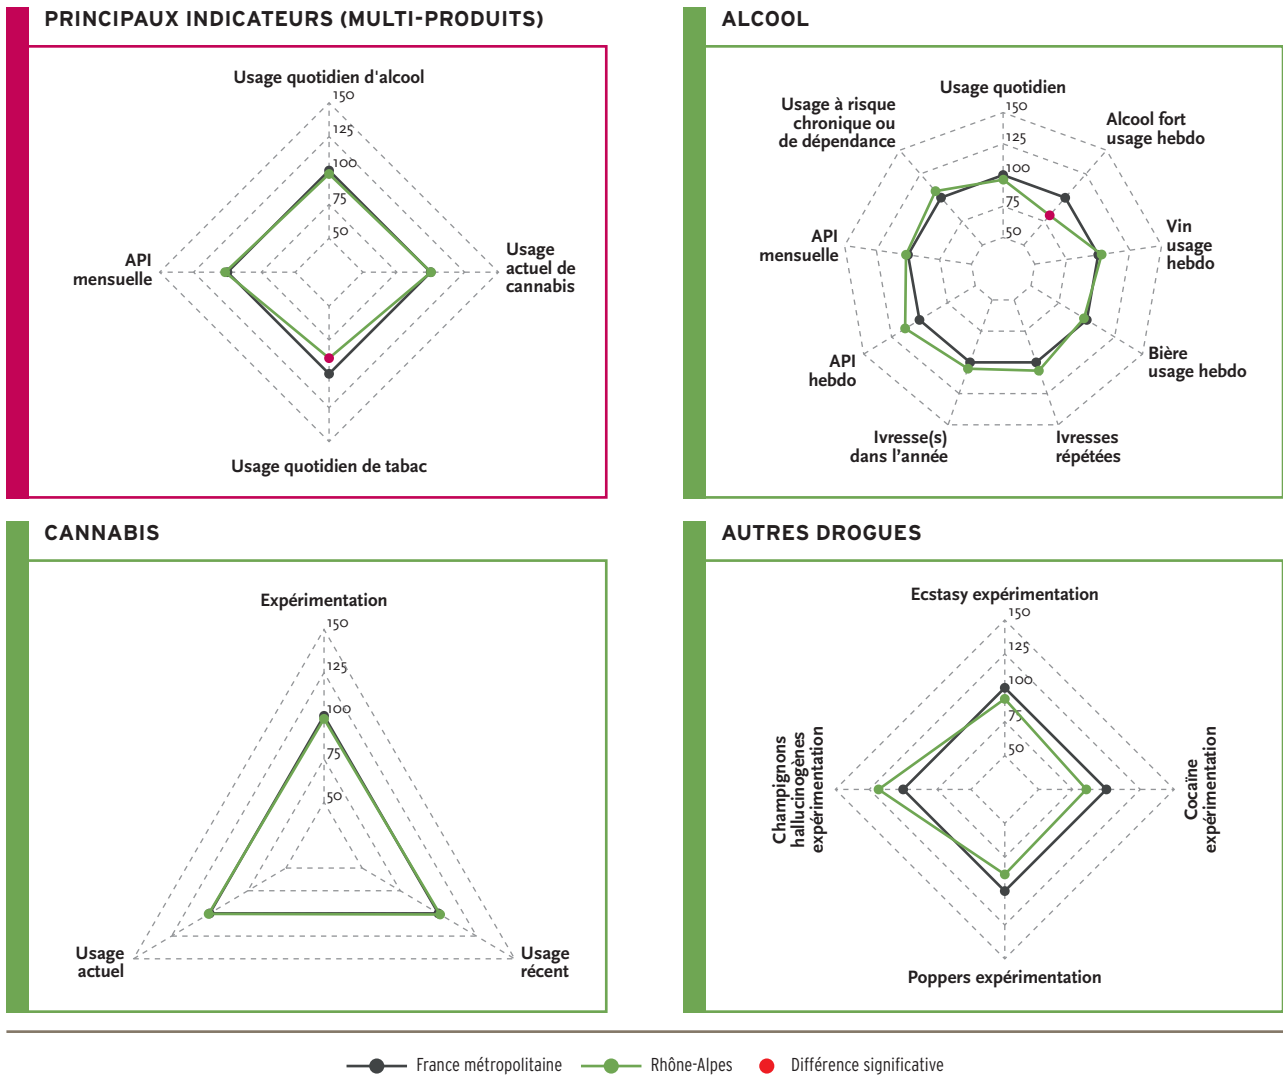 PRINCIPAUX INDICATEURS (MULTI-PRODUITS)
Usage quotidien d'alcool
150
125
100
75
50
API
mensuelle
Usage
actuel de
cannabis
Usage quotidien de tabac
ALCOOL
Usage quotidien
150
125
100
75
50
Usage à risque
chronique ou
de dépendance
Alcool fort
usage hebdo
Vin
usage
hebdo
API
mensuelle
Bière
usage hebdo
API
hebdo
Ivresse(s)
dans l'année
Ivresses
répétées
CANNABIS
Expérimentation
150
125
100
75
50
Usage
actuel
Usage
récent
AUTRES DROGUES
Ecstasy expérimentation
150
125
100
75
50
Champignons
hallucinogènes
expérimentation
Cocaïne
expérimentation
Poppers expérimentation
France métropolitaine
Rhône-Alpes
Différence significative